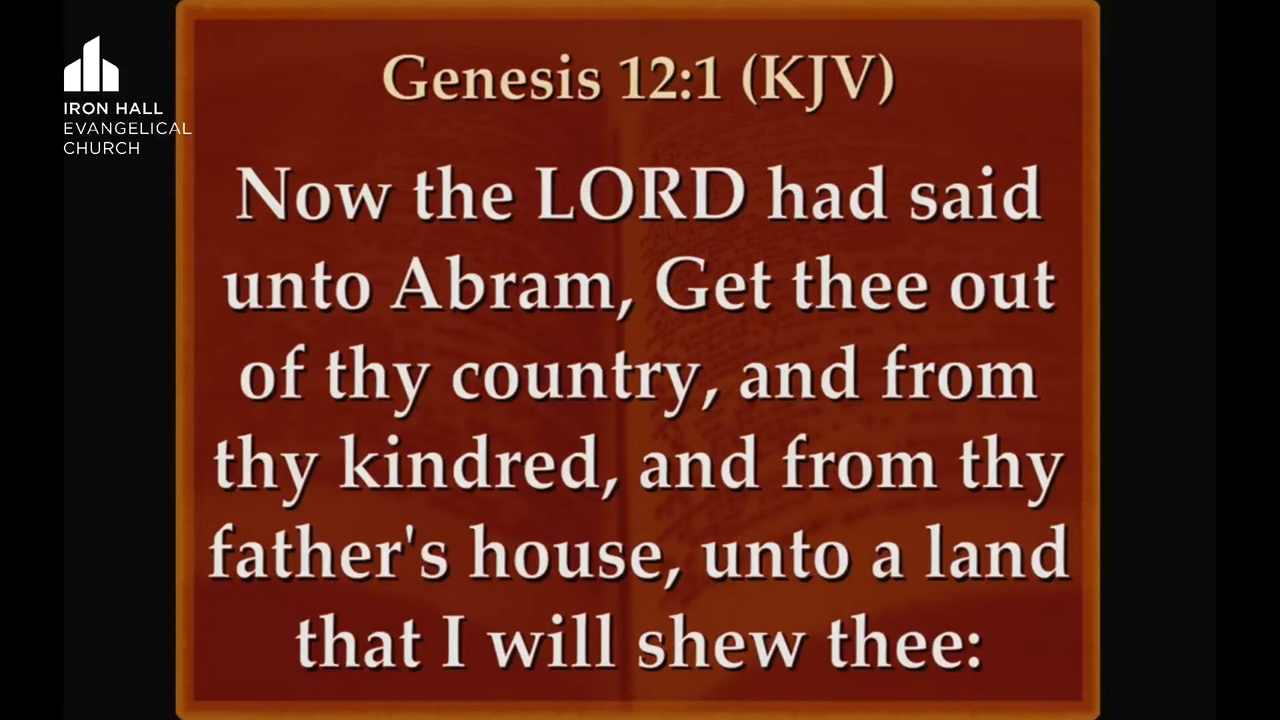 IRON HALL
EVANGELICAL
CHURCH
Genesis 12:1 (KJV)
Now the LORD had said
unto Abram, Get thee out
of thy country, and from
thy kindred, and from thy
father's house, unto a land
that I will shew thee: